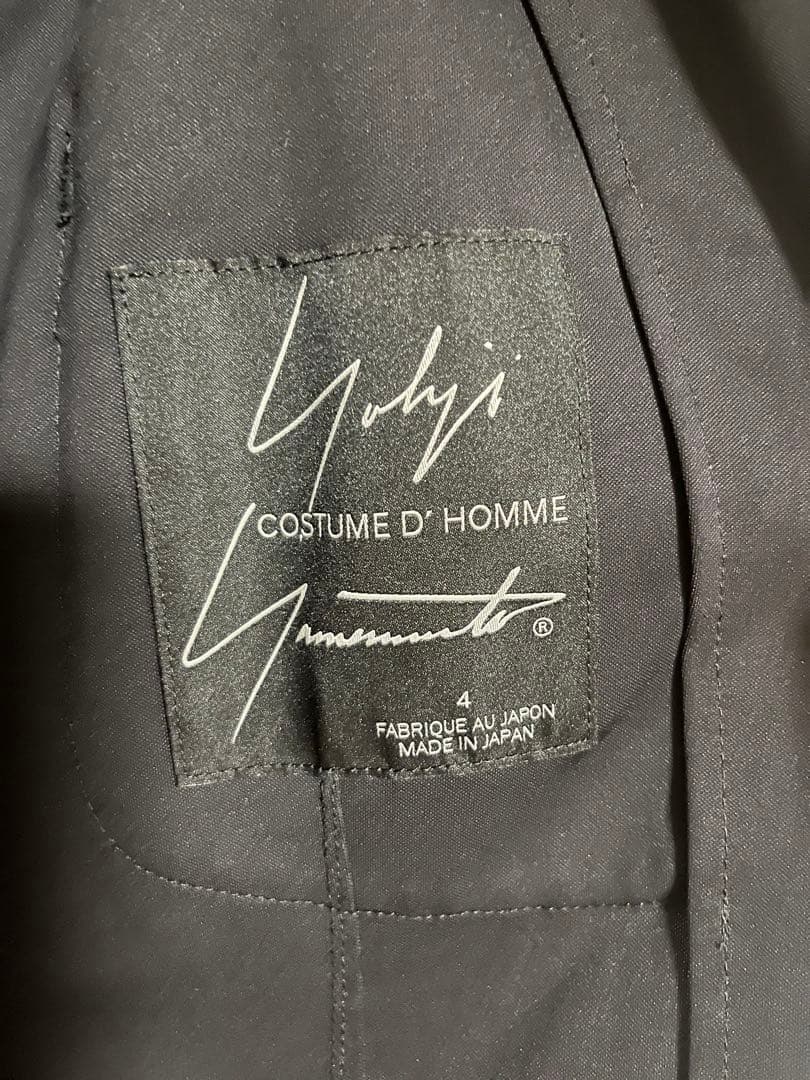 Yohji
COSTUME D' HOMME
Yamamoto ®
4
FABRIQUE AU JAPON
MADE IN JAPAN